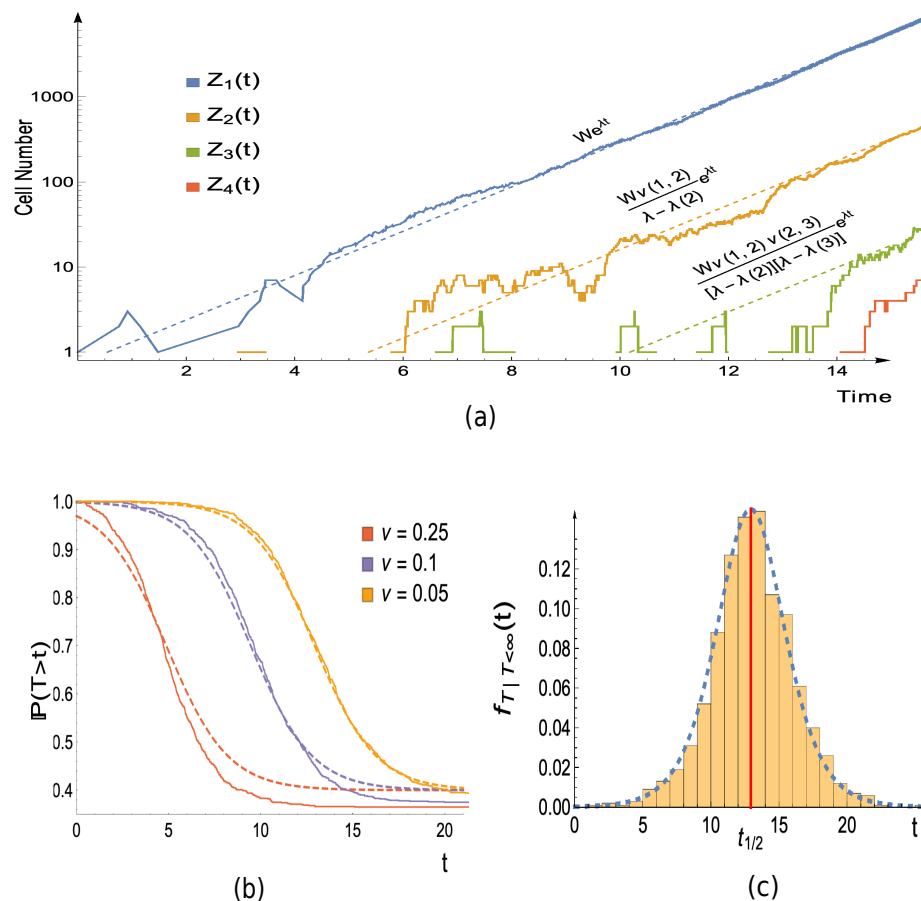 Cell Number
1000
100
10
1
Z₁(t)
Z₂(t)
Z₃(t)
Z₄(t)
We^λt
Wν(1, 2)
λ − λ(2)
e^λt
Wν(1, 2) ν(2, 3)
[λ − λ(2)][λ − λ(3)]
e^λt
2 4 6 8 10 12 14
Time
(a)
ℙ(T>t)
1.0
0.9
0.8
0.7
0.6
0.5
0.4
ν = 0.25
ν = 0.1
ν = 0.05
0 5 10 15 20
t
(b)
f_T | T<∞(t)
0.12
0.10
0.08
0.06
0.04
0.02
0.00
0 5 10 15 20 t
t₁/₂
(c)